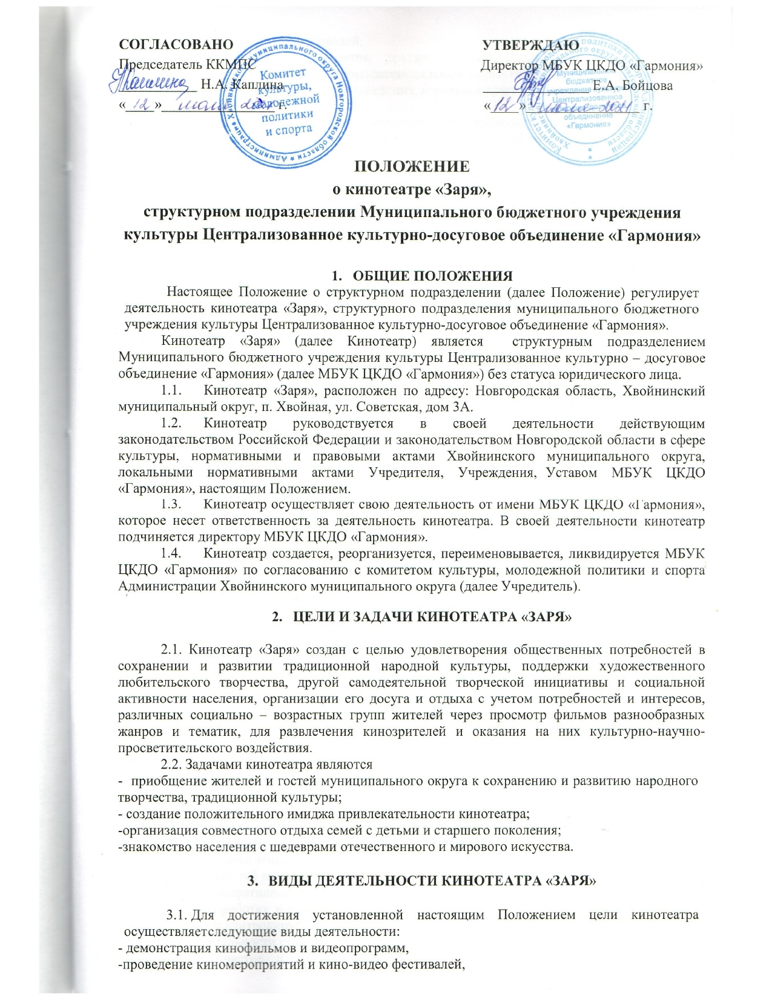 СОГЛАСОВАНО
Председатель ККМПС
Н.А. Каплина
«12» 2021 г.
Администрация Хвойнинского муниципального округа Новгородской области
Комитет
культуры,
молодежной
политики
и спорта
УТВЕРЖДАЮ
Директор МБУК ЦКДО «Гармония»
Е.А. Бойцова
«12» 2021 г.
Муниципальное
бюджетное
учреждение культуры
Централизованное
объединение
«Гармония»
ПОЛОЖЕНИЕ
о кинотеатре «Заря»,
структурном подразделении Муниципального бюджетного учреждения
культуры Централизованное культурно-досуговое объединение «Гармония»
1. ОБЩИЕ ПОЛОЖЕНИЯ
Настоящее Положение о структурном подразделении (далее Положение) регулирует
деятельность кинотеатра «Заря», структурного подразделения муниципального бюджетного
учреждения культуры Централизованное культурно-досуговое объединение «Гармония».
Кинотеатр «Заря» (далее Кинотеатр) является структурным подразделением
Муниципального бюджетного учреждения культуры Централизованное культурно – досуговое
объединение «Гармония» (далее МБУК ЦКДО «Гармония») без статуса юридического лица.
1.1. Кинотеатр «Заря», расположен по адресу: Новгородская область, Хвойнинский
муниципальный округ, п. Хвойная, ул. Советская, дом 3А.
1.2. Кинотеатр руководствуется в своей деятельности действующим
законодательством Российской Федерации и законодательством Новгородской области в сфере
культуры, нормативными и правовыми актами Хвойнинского муниципального округа,
локальными нормативными актами Учредителя, Учреждения, Уставом МБУК ЦКДО
«Гармония», настоящим Положением.
1.3. Кинотеатр осуществляет свою деятельность от имени МБУК ЦКДО «Гармония»,
которое несет ответственность за деятельность кинотеатра. В своей деятельности кинотеатр
подчиняется директору МБУК ЦКДО «Гармония».
1.4. Кинотеатр создается, реорганизуется, переименовывается, ликвидируется МБУК
ЦКДО «Гармония» по согласованию с комитетом культуры, молодежной политики и спорта
Администрации Хвойнинского муниципального округа (далее Учредитель).
2. ЦЕЛИ И ЗАДАЧИ КИНОТЕАТРА «ЗАРЯ»
2.1. Кинотеатр «Заря» создан с целью удовлетворения общественных потребностей в
сохранении и развитии традиционной народной культуры, поддержки художественного
любительского творчества, другой самодеятельной творческой инициативы и социальной
активности населения, организации его досуга и отдыха с учетом потребностей и интересов,
различных социально – возрастных групп жителей через просмотр фильмов разнообразных
жанров и тематик, для развлечения кинозрителей и оказания на них культурно-научно-
просветительского воздействия.
2.2. Задачами кинотеатра являются
- приобщение жителей и гостей муниципального округа к сохранению и развитию народного
творчества, традиционной культуры;
- создание положительного имиджа привлекательности кинотеатра;
-организация совместного отдыха семей с детьми и старшего поколения;
-знакомство населения с шедеврами отечественного и мирового искусства.
3. ВИДЫ ДЕЯТЕЛЬНОСТИ КИНОТЕАТРА «ЗАРЯ»
3.1. Для достижения установленной настоящим Положением цели кинотеатра
осуществляетследующие виды деятельности:
- демонстрация кинофильмов и видеопрограмм,
-проведение киномероприятий и кино-видео фестивалей,